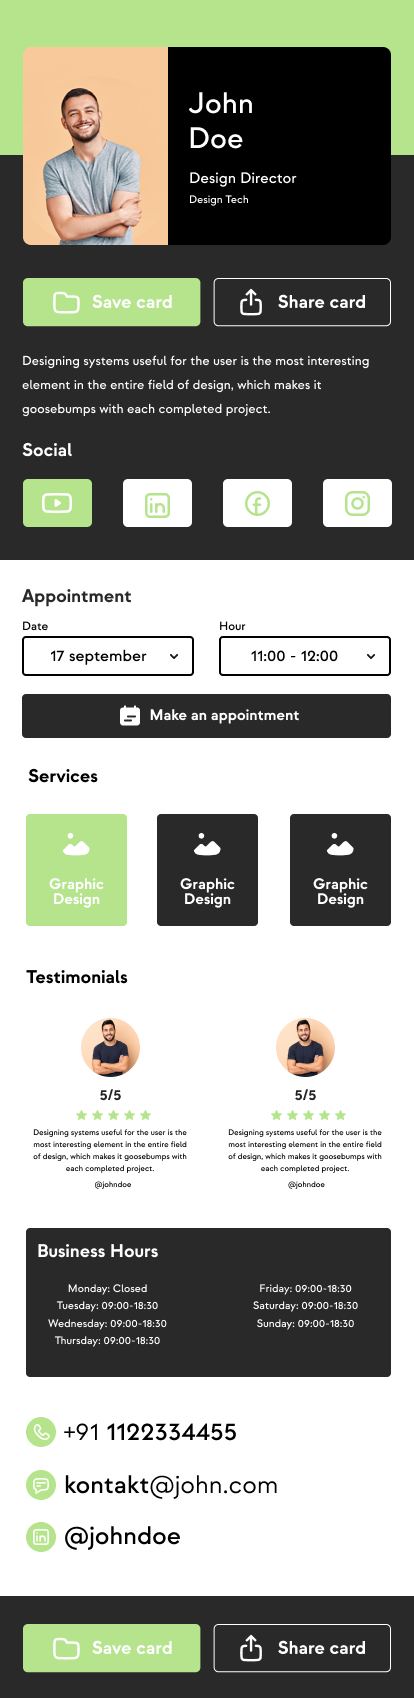 John
Doe
Design Director
Design Tech
Save card
Share card
Designing systems useful for the user is the most interesting
element in the entire field of design, which makes it
goosebumps with each completed project.
Social
Appointment
Date
Hour
17 september
11:00 - 12:00
Make an appointment
Services
Graphic
Design
Graphic
Design
Graphic
Design
Testimonials
5/5
Designing systems useful for the user is the
most interesting element in the entire field
of design, which makes it goosebumps with
each completed project.
@johndoe
5/5
Designing systems useful for the user is the
most interesting element in the entire field
of design, which makes it goosebumps with
each completed project.
@johndoe
Business Hours
Monday: Closed
Tuesday: 09:00-18:30
Wednesday: 09:00-18:30
Thursday: 09:00-18:30
Friday: 09:00-18:30
Saturday: 09:00-18:30
Sunday: 09:00-18:30
+91 1122334455
kontakt@john.com
@johndoe
Save card
Share card